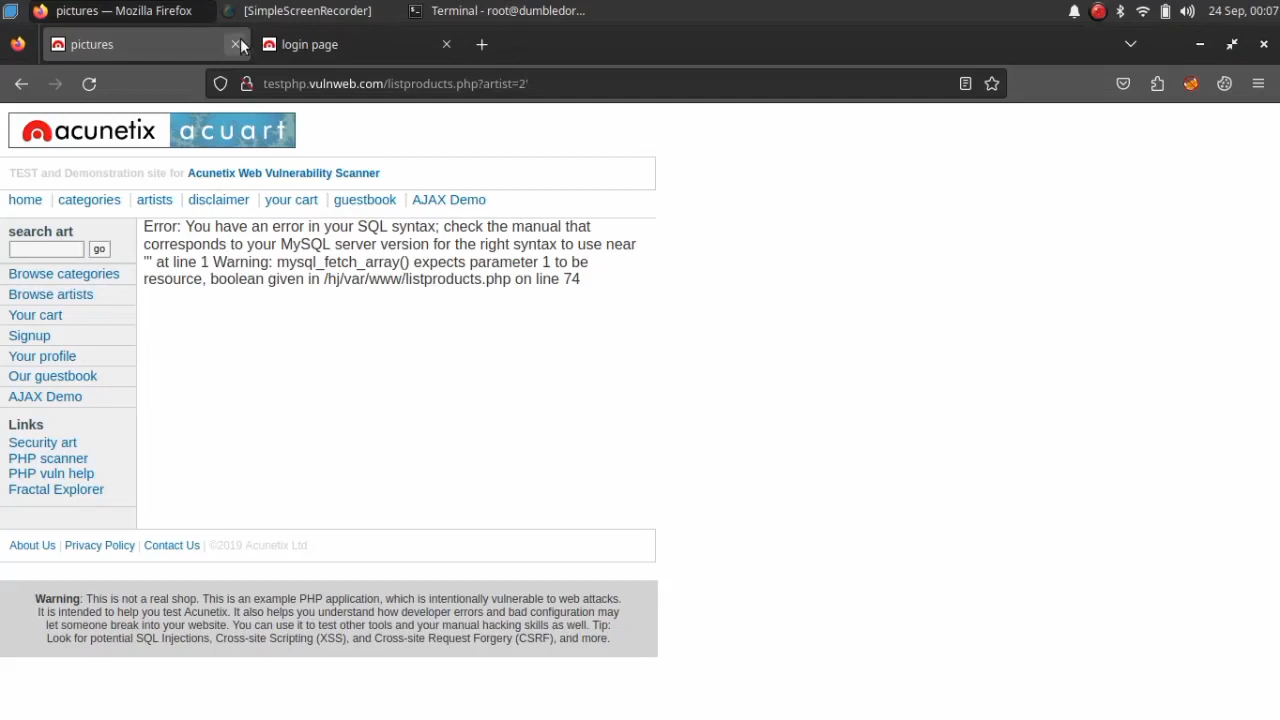 pictures — Mozilla Firefox [SimpleScreenRecorder] Terminal - root@dumbledor... 24 Sep, 00:07
pictures login page
testphp.vulnweb.com/listproducts.php?artist=2'
acunetix acuart
TEST and Demonstration site for Acunetix Web Vulnerability Scanner
home | categories | artists | disclaimer | your cart | guestbook | AJAX Demo
search art
go
Browse categories
Browse artists
Your cart
Signup
Your profile
Our guestbook
AJAX Demo
Links
Security art
PHP scanner
PHP vuln help
Fractal Explorer
Error: You have an error in your SQL syntax; check the manual that
corresponds to your MySQL server version for the right syntax to use near
''' at line 1 Warning: mysql_fetch_array() expects parameter 1 to be
resource, boolean given in /hj/var/www/listproducts.php on line 74
About Us | Privacy Policy | Contact Us | ©2019 Acunetix Ltd
Warning: This is not a real shop. This is an example PHP application, which is intentionally vulnerable to web attacks.
It is intended to help you test Acunetix. It also helps you understand how developer errors and bad configuration may
let someone break into your website. You can use it to test other tools and your manual hacking skills as well. Tip:
Look for potential SQL Injections, Cross-site Scripting (XSS), and Cross-site Request Forgery (CSRF), and more.